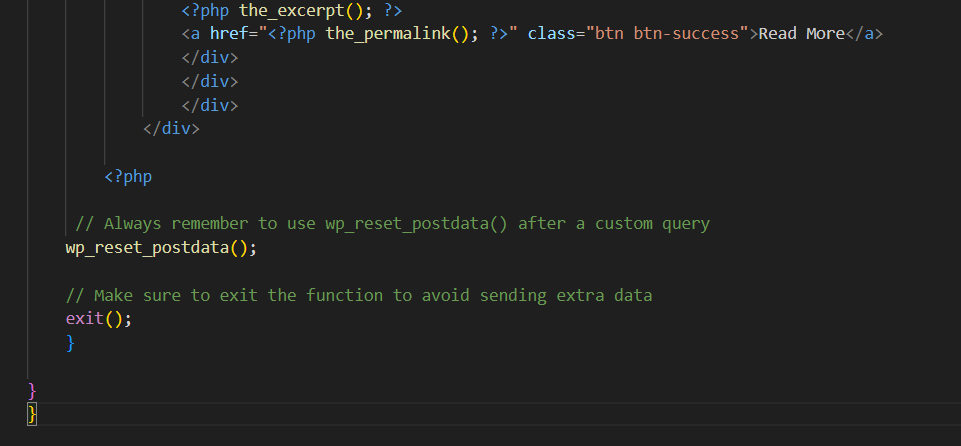 <?php the_excerpt(); ?>
<a href="<?php the_permalink(); ?>" class="btn btn-success">Read More</a>
</div>
</div>
</div>
</div>
<?php
// Always remember to use wp_reset_postdata() after a custom query
wp_reset_postdata();
// Make sure to exit the function to avoid sending extra data
exit();
}
}
}